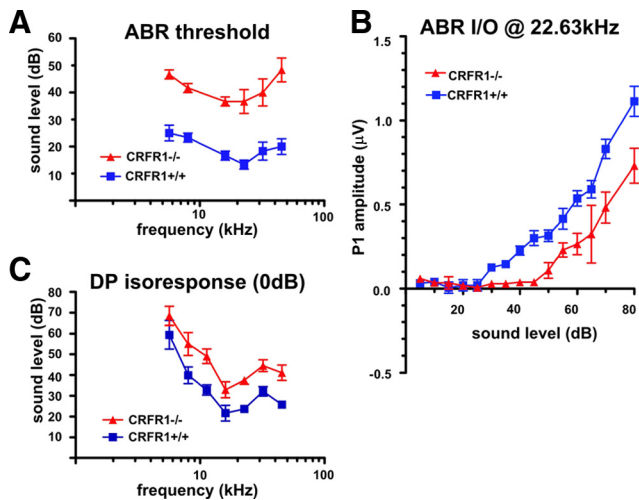 A
ABR threshold
sound level (dB)
60
50
40
30
20
10
0
CRFR1-/-
CRFR1+/+
10
100
frequency (kHz)
B
ABR I/O @ 22.63kHz
CRFR1-/-
CRFR1+/+
P1 amplitude (µV)
1.5
1.0
0.5
0.0
-0.5
20
40
60
80
sound level (dB)
C
DP isoresponse (0dB)
sound level (dB)
80
70
60
50
40
30
20
10
0
CRFR1-/-
CRFR1+/+
10
100
frequency (kHz)